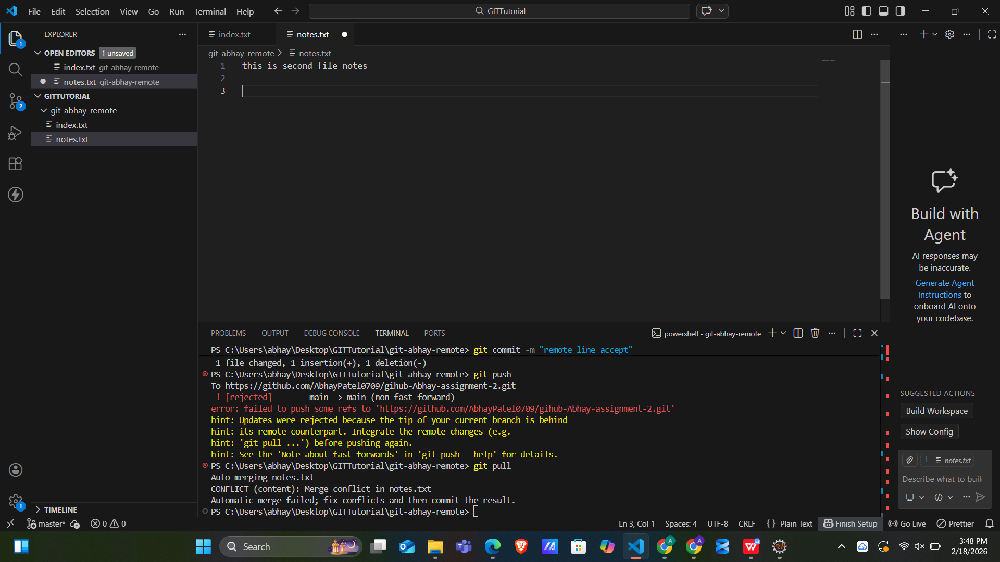 File Edit Selection View Go Run Terminal Help
GITTutorial
EXPLORER
OPEN EDITORS 1 unsaved
index.txt git-abhay-remote
notes.txt git-abhay-remote
GITTUTORIAL
git-abhay-remote
index.txt
notes.txt
TIMELINE
1
2
1
index.txt
notes.txt
git-abhay-remote > notes.txt
1 this is second file notes
2
3
PROBLEMS OUTPUT DEBUG CONSOLE TERMINAL PORTS
powershell - git-abhay-remote
PS C:\Users\abhay\Desktop\GITTutorial\git-abhay-remote> git commit -m "remote line accept"
1 file changed, 1 insertion(+), 1 deletion(-)
PS C:\Users\abhay\Desktop\GITTutorial\git-abhay-remote> git push
To https://github.com/AbhayPatel0709/gihub-Abhay-assignment-2.git
! [rejected] main -> main (non-fast-forward)
error: failed to push some refs to 'https://github.com/AbhayPatel0709/gihub-Abhay-assignment-2.git'
hint: Updates were rejected because the tip of your current branch is behind
hint: its remote counterpart. Integrate the remote changes (e.g.
hint: 'git pull ...') before pushing again.
hint: See the 'Note about fast-forwards' in 'git push --help' for details.
PS C:\Users\abhay\Desktop\GITTutorial\git-abhay-remote> git pull
Auto-merging notes.txt
CONFLICT (content): Merge conflict in notes.txt
Automatic merge failed; fix conflicts and then commit the result.
PS C:\Users\abhay\Desktop\GITTutorial\git-abhay-remote>
Build with
Agent
AI responses may
be inaccurate.
Generate Agent
Instructions to
onboard AI onto
your codebase.
SUGGESTED ACTIONS
Build Workspace
Show Config
notes.txt
Describe what to buil
master* 0 0
Ln 3, Col 1 Spaces: 4 UTF-8 CRLF {} Plain Text Finish Setup Go Live Prettier
Search
3:48 PM
2/18/2026